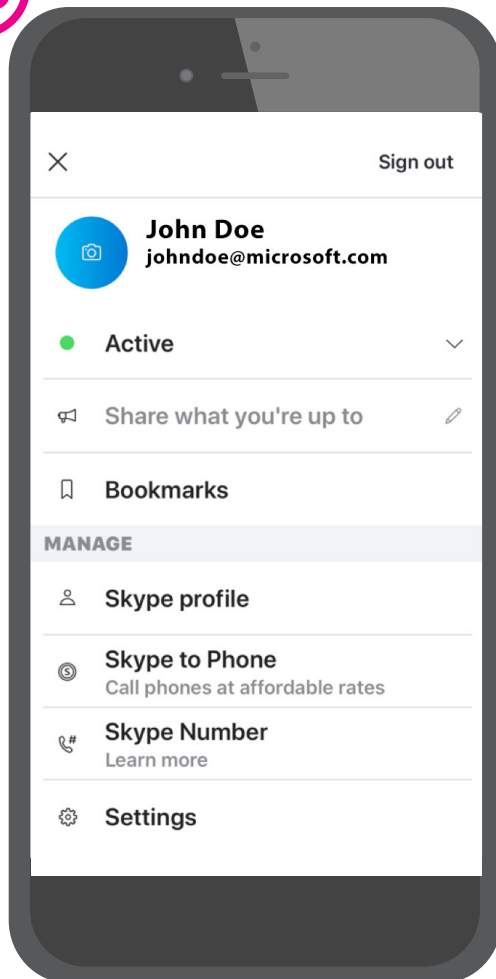 Sign out
John Doe
johndoe@microsoft.com
Active
Share what you're up to
Bookmarks
MANAGE
Skype profile
Skype to Phone
Call phones at affordable rates
Skype Number
Learn more
Settings